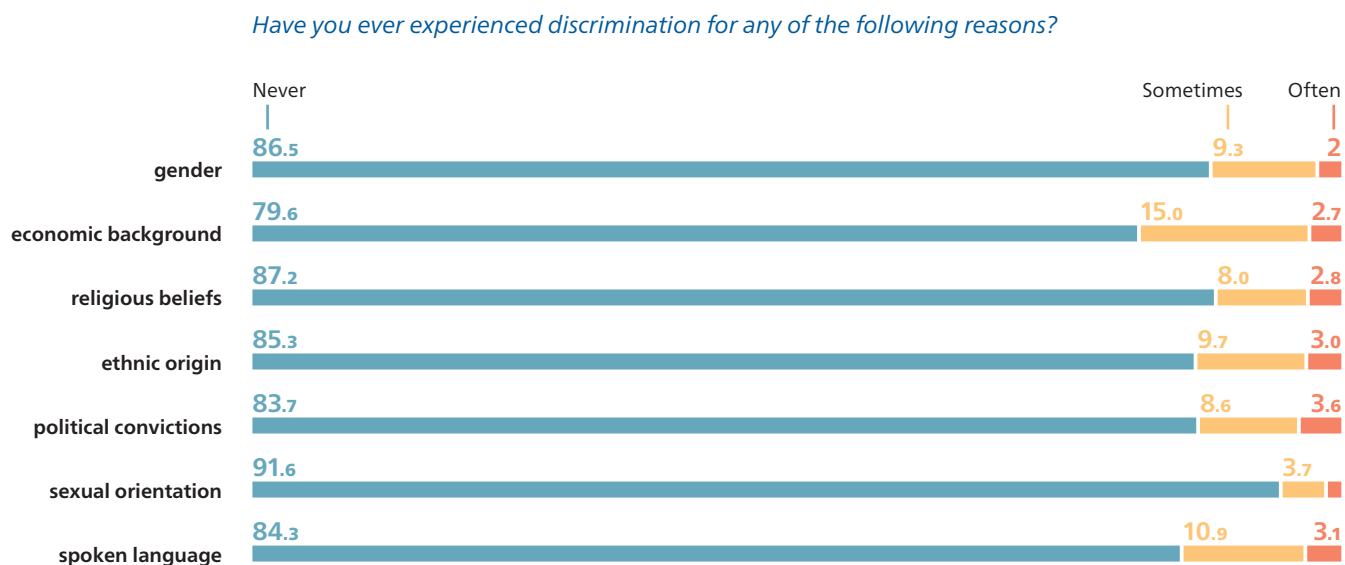 Have you ever experienced discrimination for any of the following reasons?
Never Sometimes Often
86.5 9.3 2
gender
79.6 15.0 2.7
economic background
87.2 8.0 2.8
religious beliefs
85.3 9.7 3.0
ethnic origin
83.7 8.6 3.6
political convictions
91.6 3.7
sexual orientation
84.3 10.9 3.1
spoken language